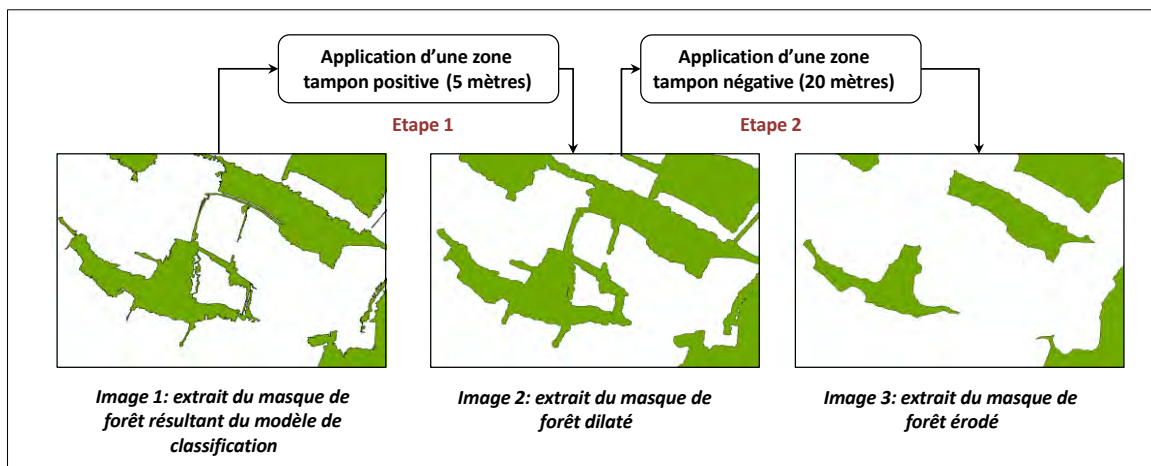 Application d'une zone
tampon positive (5 mètres)
Application d'une zone
tampon négative (20 mètres)
Etape 1
Etape 2
Image 1: extrait du masque de
forêt résultant du modèle de
classification
Image 2: extrait du masque de
forêt dilaté
Image 3: extrait du masque de
forêt érodé